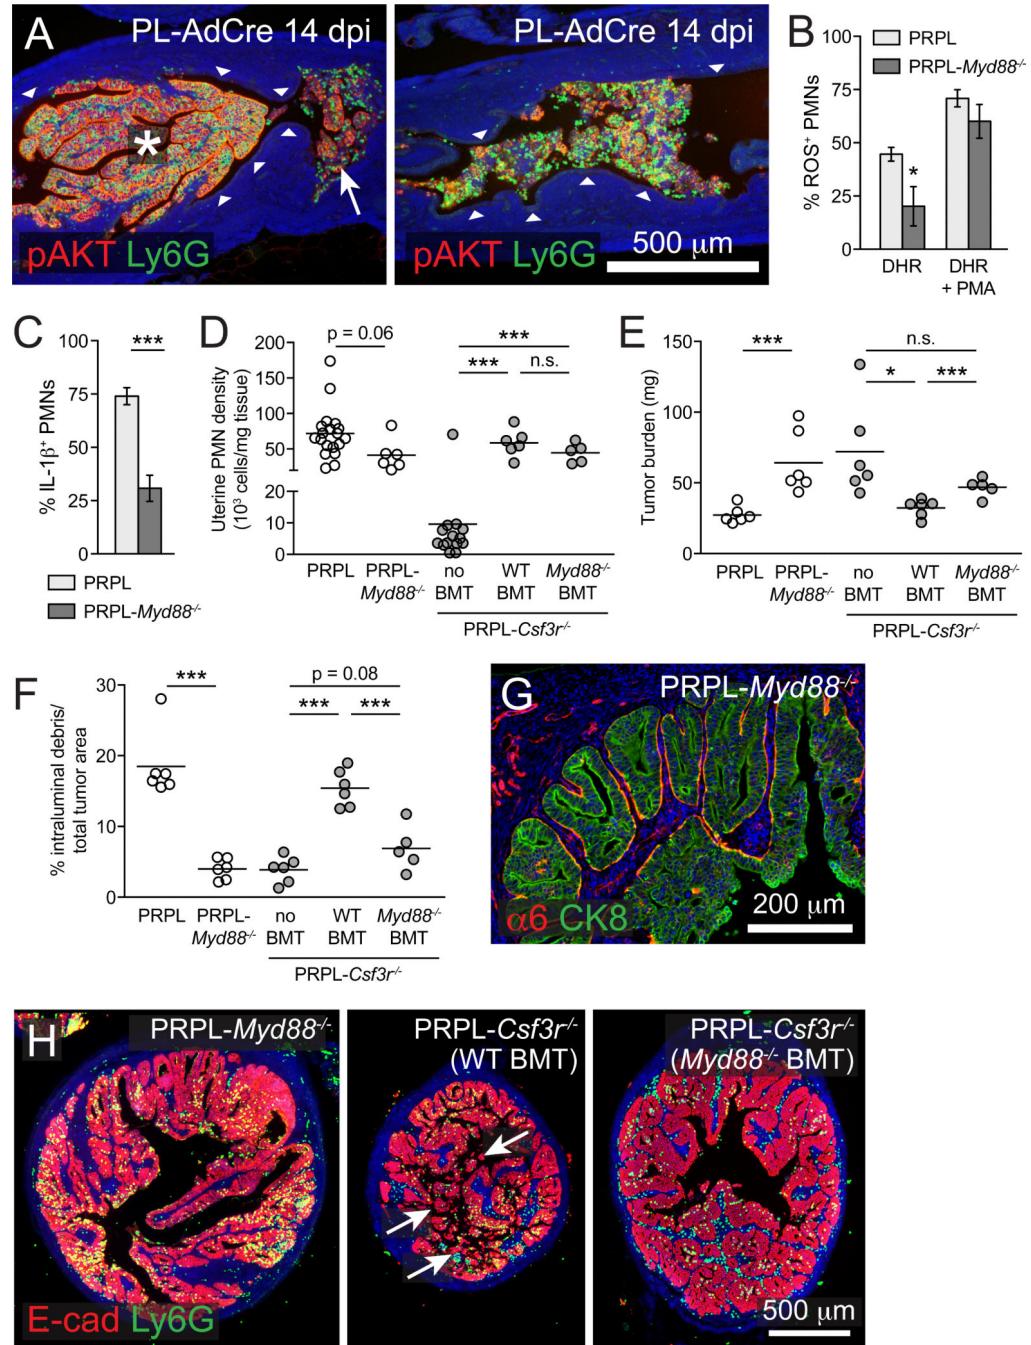 A
PL-AdCre 14 dpi
pAKT Ly6G
PL-AdCre 14 dpi
500 μm
B
PRPL
PRPL-Myd88-/-
% ROS+ PMNs
100
75
50
25
0
*
DHR
DHR
+ PMA
C
% IL-1β+ PMNs
100
75
50
25
0
***
PRPL
PRPL-Myd88-/-
D
Uterine PMN density
(10³ cells/mg tissue)
200
150
100
50
20
10
0
p = 0.06
***
***
n.s.
PRPL
PRPL-
Myd88-/-
no
BMT
WT
BMT
Myd88-/-
BMT
PRPL-Csf3r-/-
E
Tumor burden (mg)
150
100
50
0
***
n.s.
*
***
PRPL
PRPL-
Myd88-/-
no
BMT
WT
BMT
Myd88-/-
BMT
PRPL-Csf3r-/-
F
% intraluminal debris/
total tumor area
30
20
10
0
***
p = 0.08
***
***
PRPL
PRPL-
Myd88-/-
no
BMT
WT
BMT
Myd88-/-
BMT
PRPL-Csf3r-/-
G
PRPL-Myd88-/-
α6 CK8
200 μm
H
PRPL-Myd88-/-
E-cad Ly6G
PRPL-Csf3r-/-
(WT BMT)
PRPL-Csf3r-/-
(Myd88-/- BMT)
500 μm